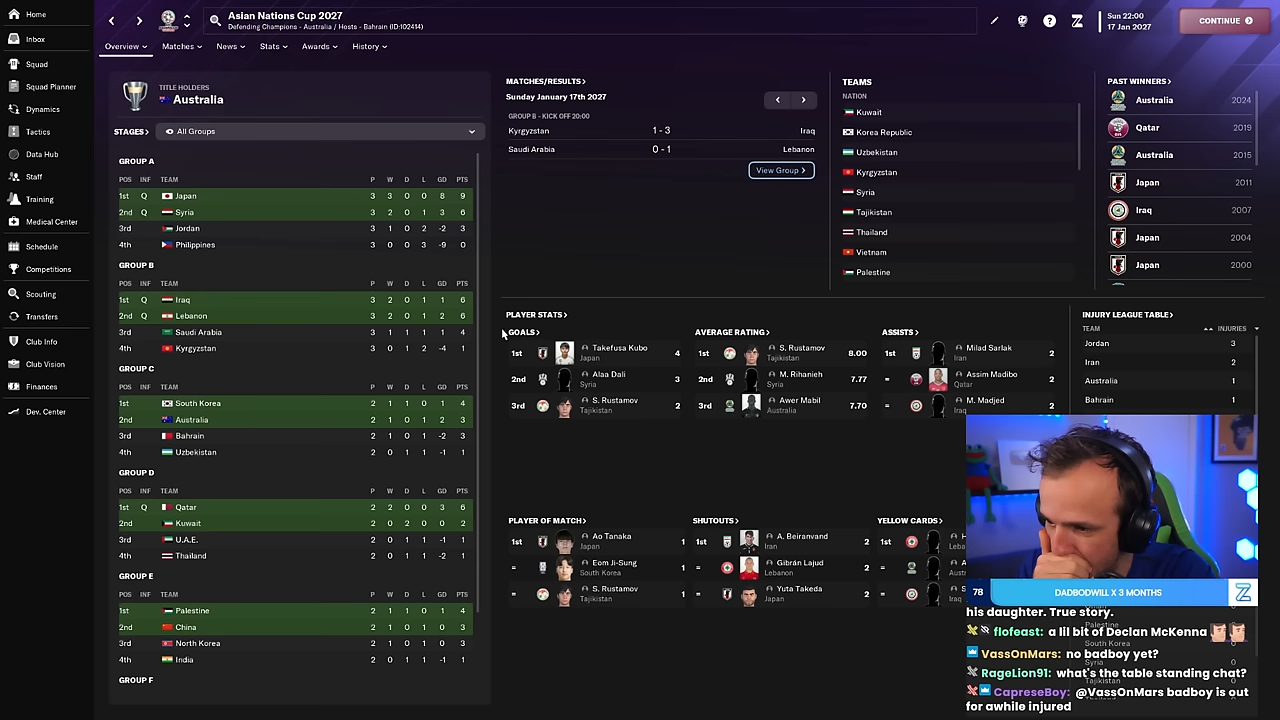 Home
Inbox
Squad
Squad Planner
Dynamics
Tactics
Data Hub
Staff
Training
Medical Center
Schedule
Competitions
Scouting
Transfers
Club Info
Club Vision
Finances
Dev. Center
Asian Nations Cup 2027
Defending Champions - Australia / Hosts - Bahrain (ID:102414)
Sun 22:00
17 Jan 2027
CONTINUE
Overview
Matches
News
Stats
Awards
History
TITLE HOLDERS
Australia
STAGES
All Groups
GROUP A
POS INF TEAM P W D L GD PTS
1st Q Japan 3 3 0 0 8 9
2nd Q Syria 3 2 0 1 3 6
3rd Jordan 3 1 0 2 -2 3
4th Philippines 3 0 0 3 -9 0
GROUP B
POS INF TEAM P W D L GD PTS
1st Q Iraq 3 2 0 1 1 6
2nd Q Lebanon 3 2 0 1 2 6
3rd Saudi Arabia 3 1 1 1 1 4
4th Kyrgyzstan 3 0 1 2 -4 1
GROUP C
POS INF TEAM P W D L GD PTS
1st South Korea 2 1 1 0 1 4
2nd Australia 2 1 0 1 2 3
3rd Bahrain 2 1 0 1 -2 3
4th Uzbekistan 2 0 1 1 -1 1
GROUP D
POS INF TEAM P W D L GD PTS
1st Q Qatar 2 2 0 0 3 6
2nd Kuwait 2 0 2 0 0 2
3rd U.A.E. 2 0 1 1 -1 1
4th Thailand 2 0 1 1 -2 1
GROUP E
POS INF TEAM P W D L GD PTS
1st Palestine 2 1 1 0 1 4
2nd China 2 1 0 1 0 3
3rd North Korea 2 1 0 1 0 3
4th India 2 0 1 1 -1 1
GROUP F
MATCHES/RESULTS
Sunday January 17th 2027
GROUP B - KICK OFF 20:00
Kyrgyzstan 1 - 3 Iraq
Saudi Arabia 0 - 1 Lebanon
View Group
TEAMS
NATION
Kuwait
Korea Republic
Uzbekistan
Kyrgyzstan
Syria
Tajikistan
Thailand
Vietnam
Palestine
PAST WINNERS
Australia 2024
Qatar 2019
Australia 2015
Japan 2011
Iraq 2007
Japan 2004
Japan 2000
PLAYER STATS
GOALS
1st Takefusa Kubo 4
Japan
2nd Alaa Dali 3
Syria
3rd S. Rustamov 2
Tajikistan
AVERAGE RATING
1st S. Rustamov 8.00
Tajikistan
2nd M. Rihanieh 7.77
Syria
3rd Awer Mabil 7.70
Australia
ASSISTS
1st Milad Sarlak 2
Iran
= Assim Madibo 2
Qatar
= M. Madjed 2
INJURY LEAGUE TABLE
TEAM INJURIES
Jordan 3
Iran 2
Australia 1
Bahrain 1
PLAYER OF MATCH
1st Ao Tanaka 1
Japan
= Eom Ji-Sung 1
South Korea
= S. Rustamov 1
Tajikistan
SHUTOUTS
1st A. Beiranvand 2
Iran
= Gibrán Lajud 2
Lebanon
= Yuta Takeda 2
Japan
YELLOW CARDS
1st
=
=
78 DADBODWILL X 3 MONTHS Z
his daughter. True story.
Palestine
flofeast: a lil bit of Declan McKenna
South Korea
VassOnMars: no badboy yet?
Syria 0
RageLion91: what's the table standing chat?
Tajikistan
CapreseBoy: @VassOnMars badboy is out
for awhile injured